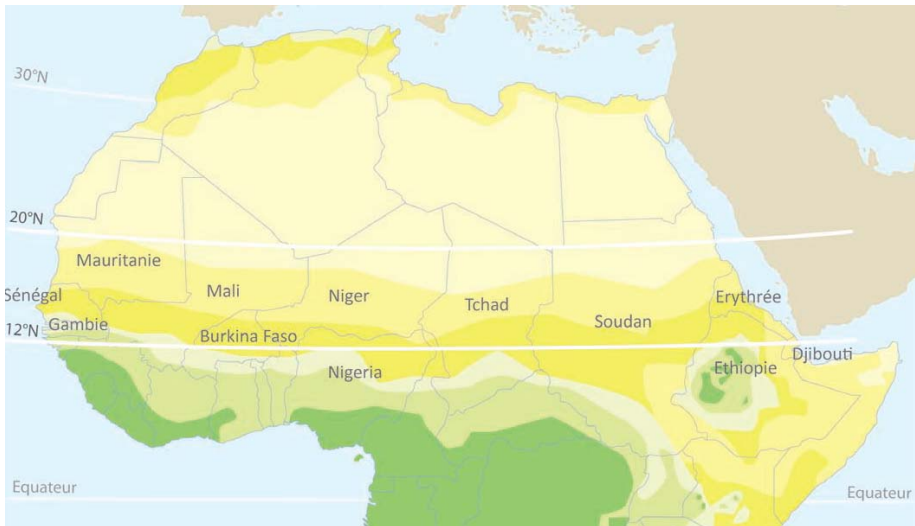 30°N
20°N
Mauritanie
Mali
Niger
Tchad
Soudan
Erythrée
Sénégal
Gambie
12°N
Burkina Faso
Nigeria
Ethiopie
Djibouti
Equateur
Equateur